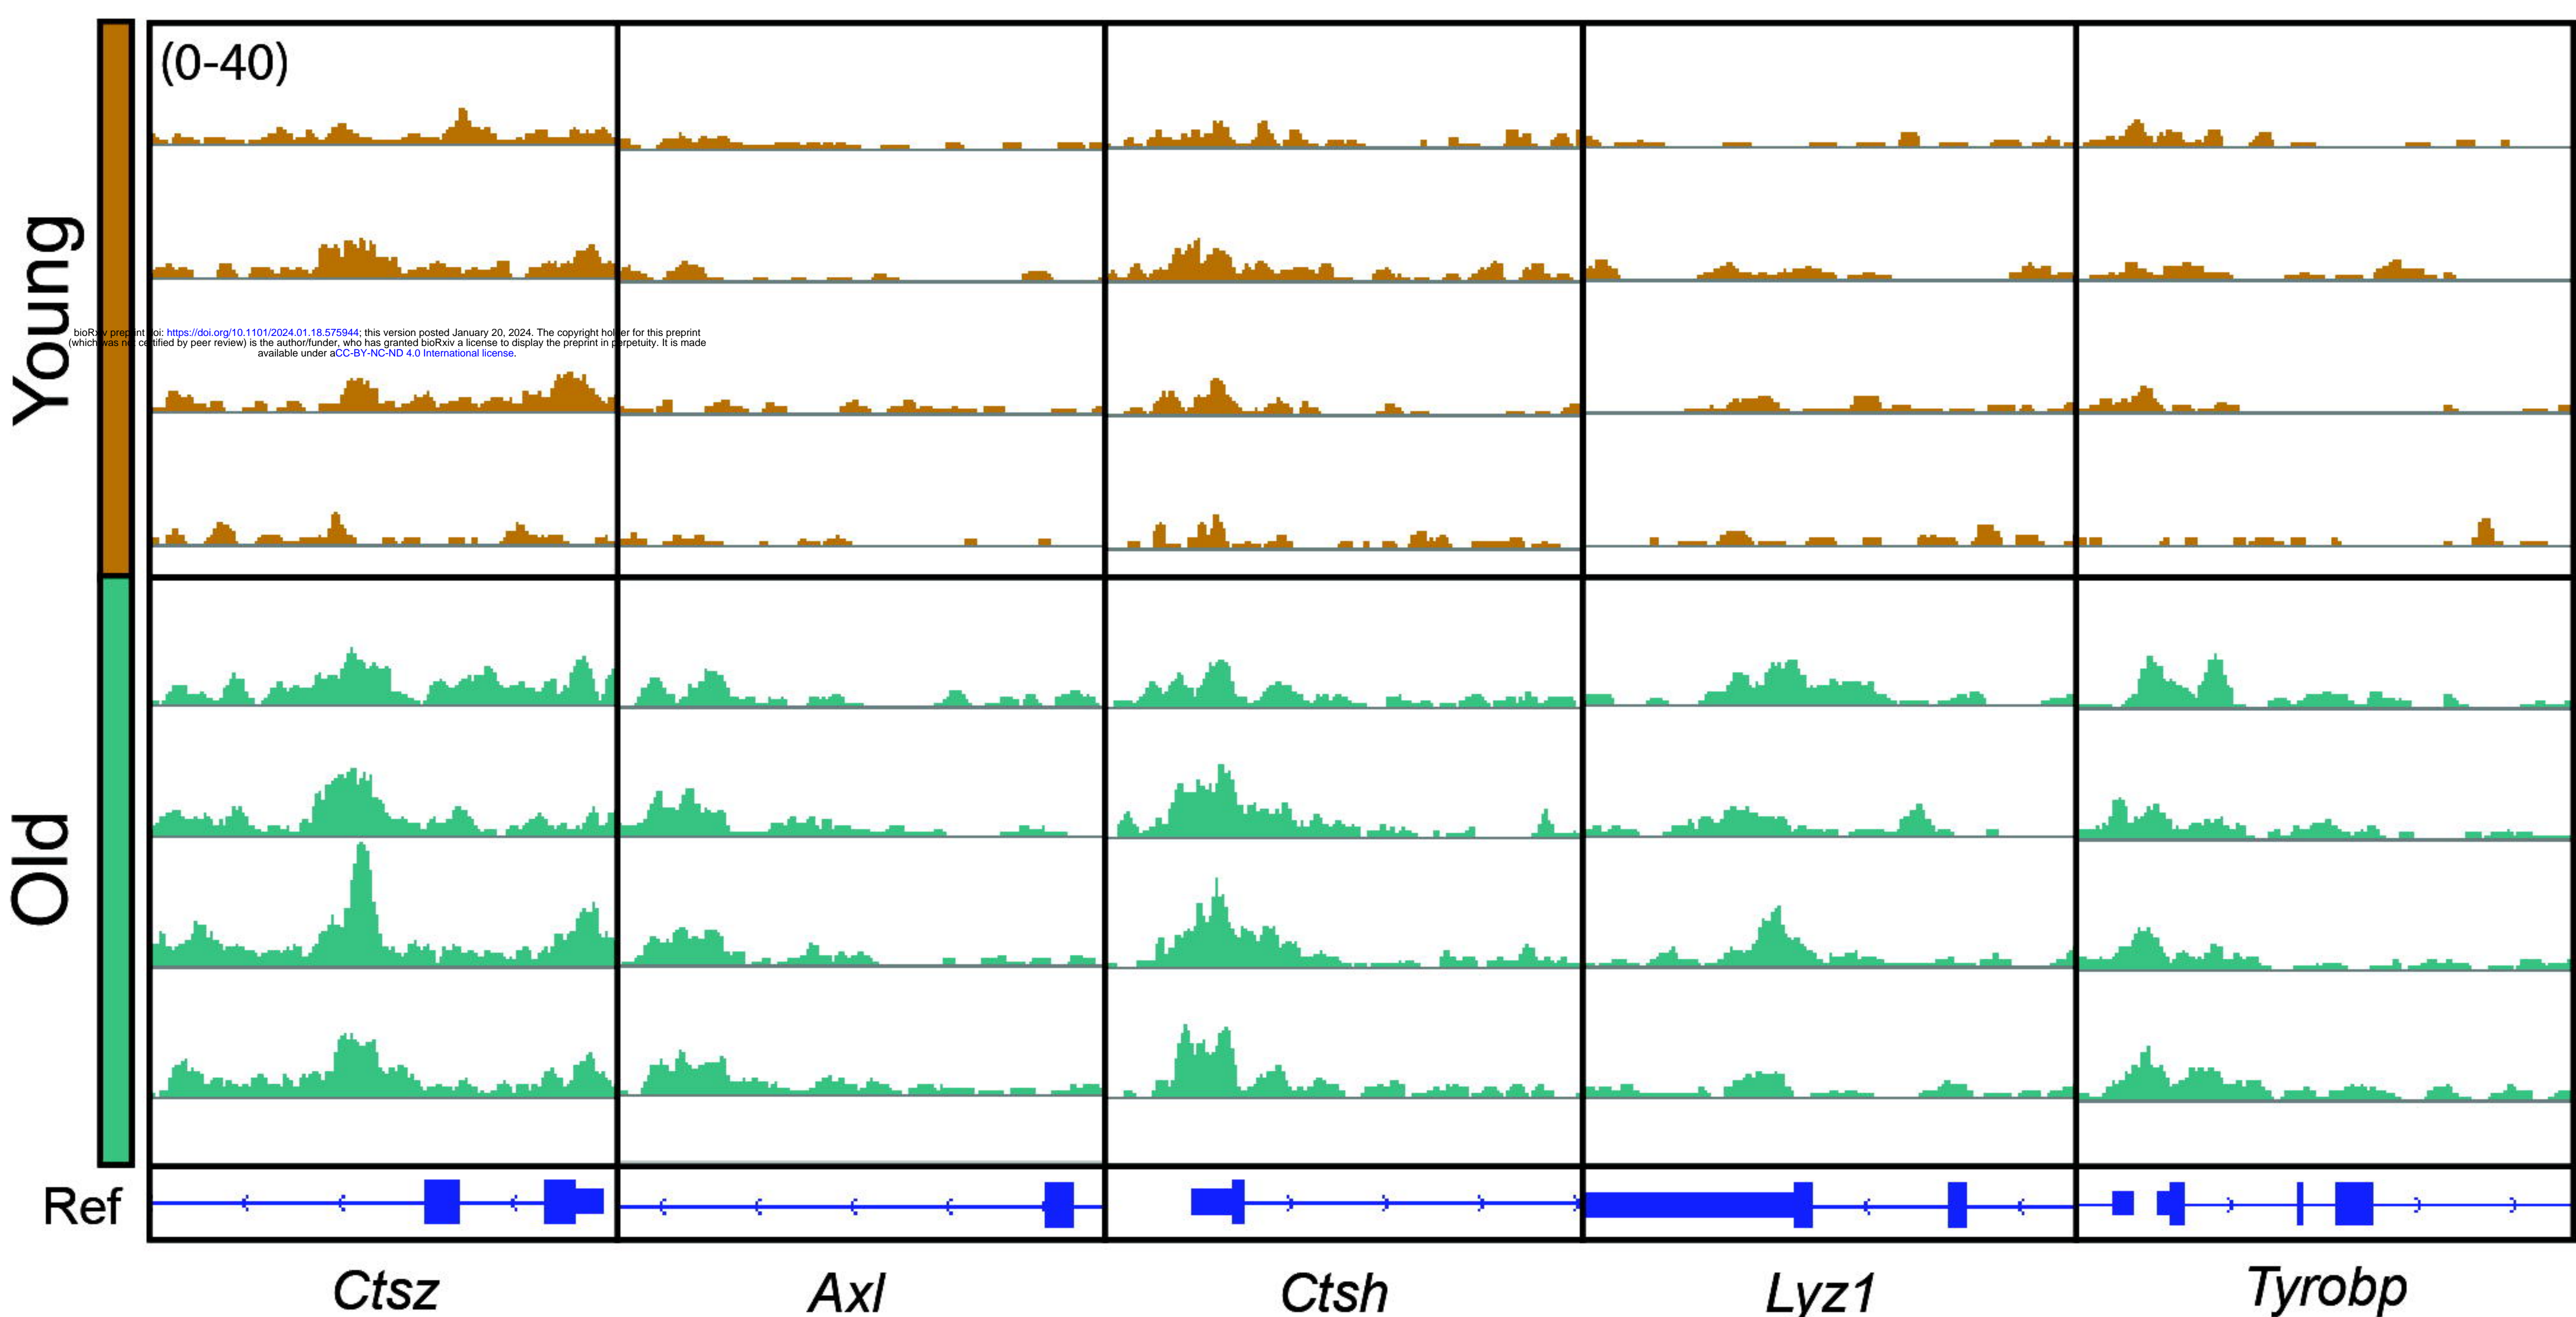 (0-40)
Young
bioRxiv preprint doi: https://doi.org/10.1101/2024.01.18.575944; this version posted January 20, 2024. The copyright holder for this preprint
(which was not certified by peer review) is the author/funder, who has granted bioRxiv a license to display the preprint in perpetuity. It is made
available under aCC-BY-NC-ND 4.0 International license.
Old
Ref
Ctsz Axl Ctsh Lyz1 Tyrobp